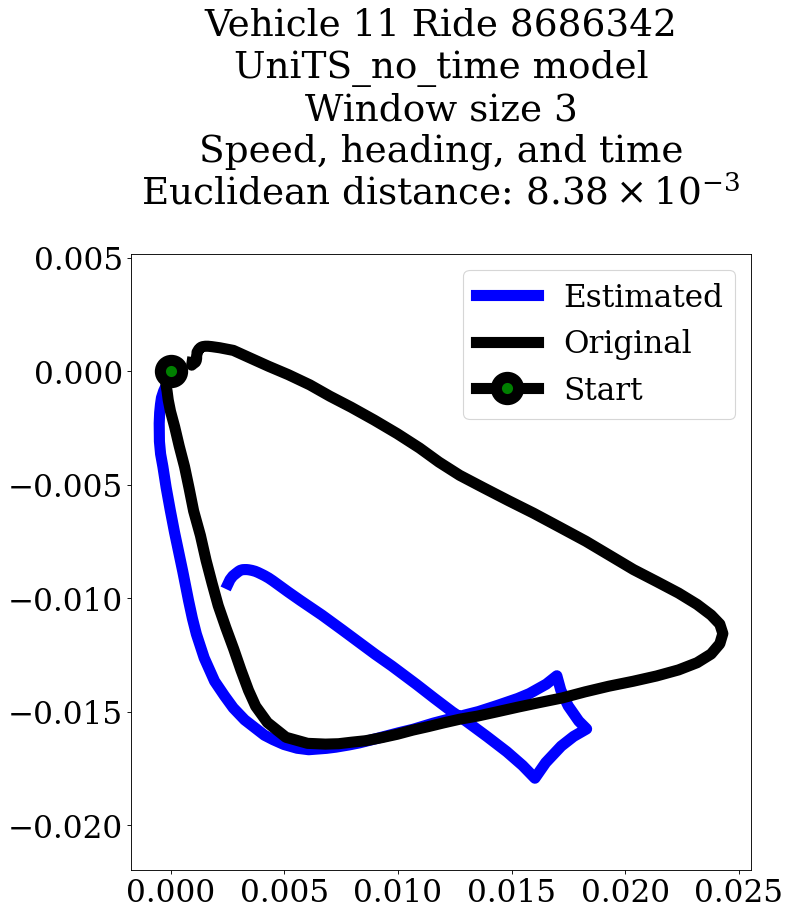 Vehicle 11 Ride 8686342
UniTS_no_time model
Window size 3
Speed, heading, and time
Euclidean distance: 8.38 × 10⁻³
0.005
0.000
−0.005
−0.010
−0.015
−0.020
Estimated
Original
Start
0.000 0.005 0.010 0.015 0.020 0.025